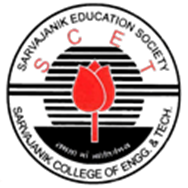 SARVAJANIK EDUCATION SOCIETY
SCET
SARVAJANIK COLLEGE OF ENGG. & TECH.